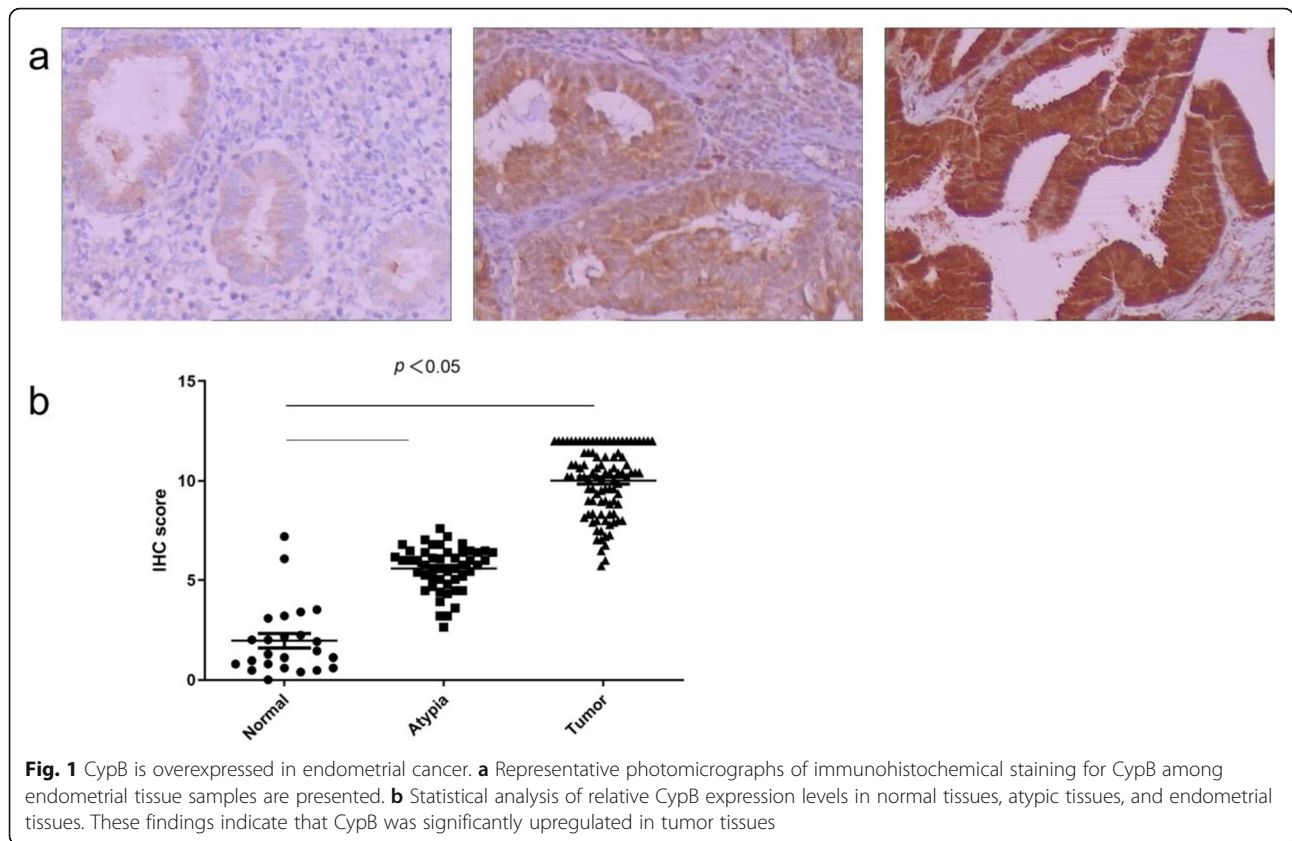 a
p<0.05
b
15
10
5
0
IHC score
Normal
Atypia
Tumor
Fig. 1 CypB is overexpressed in endometrial cancer. a Representative photomicrographs of immunohistochemical staining for CypB among
endometrial tissue samples are presented. b Statistical analysis of relative CypB expression levels in normal tissues, atypic tissues, and endometrial
tissues. These findings indicate that CypB was significantly upregulated in tumor tissues